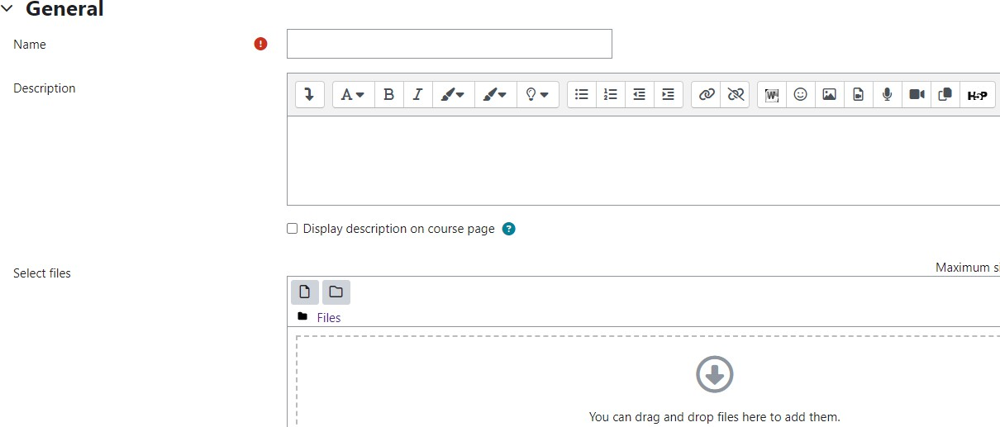 General
Name
Description
A B I W H5P
Display description on course page ?
Maximum si
Select files
Files
You can drag and drop files here to add them.